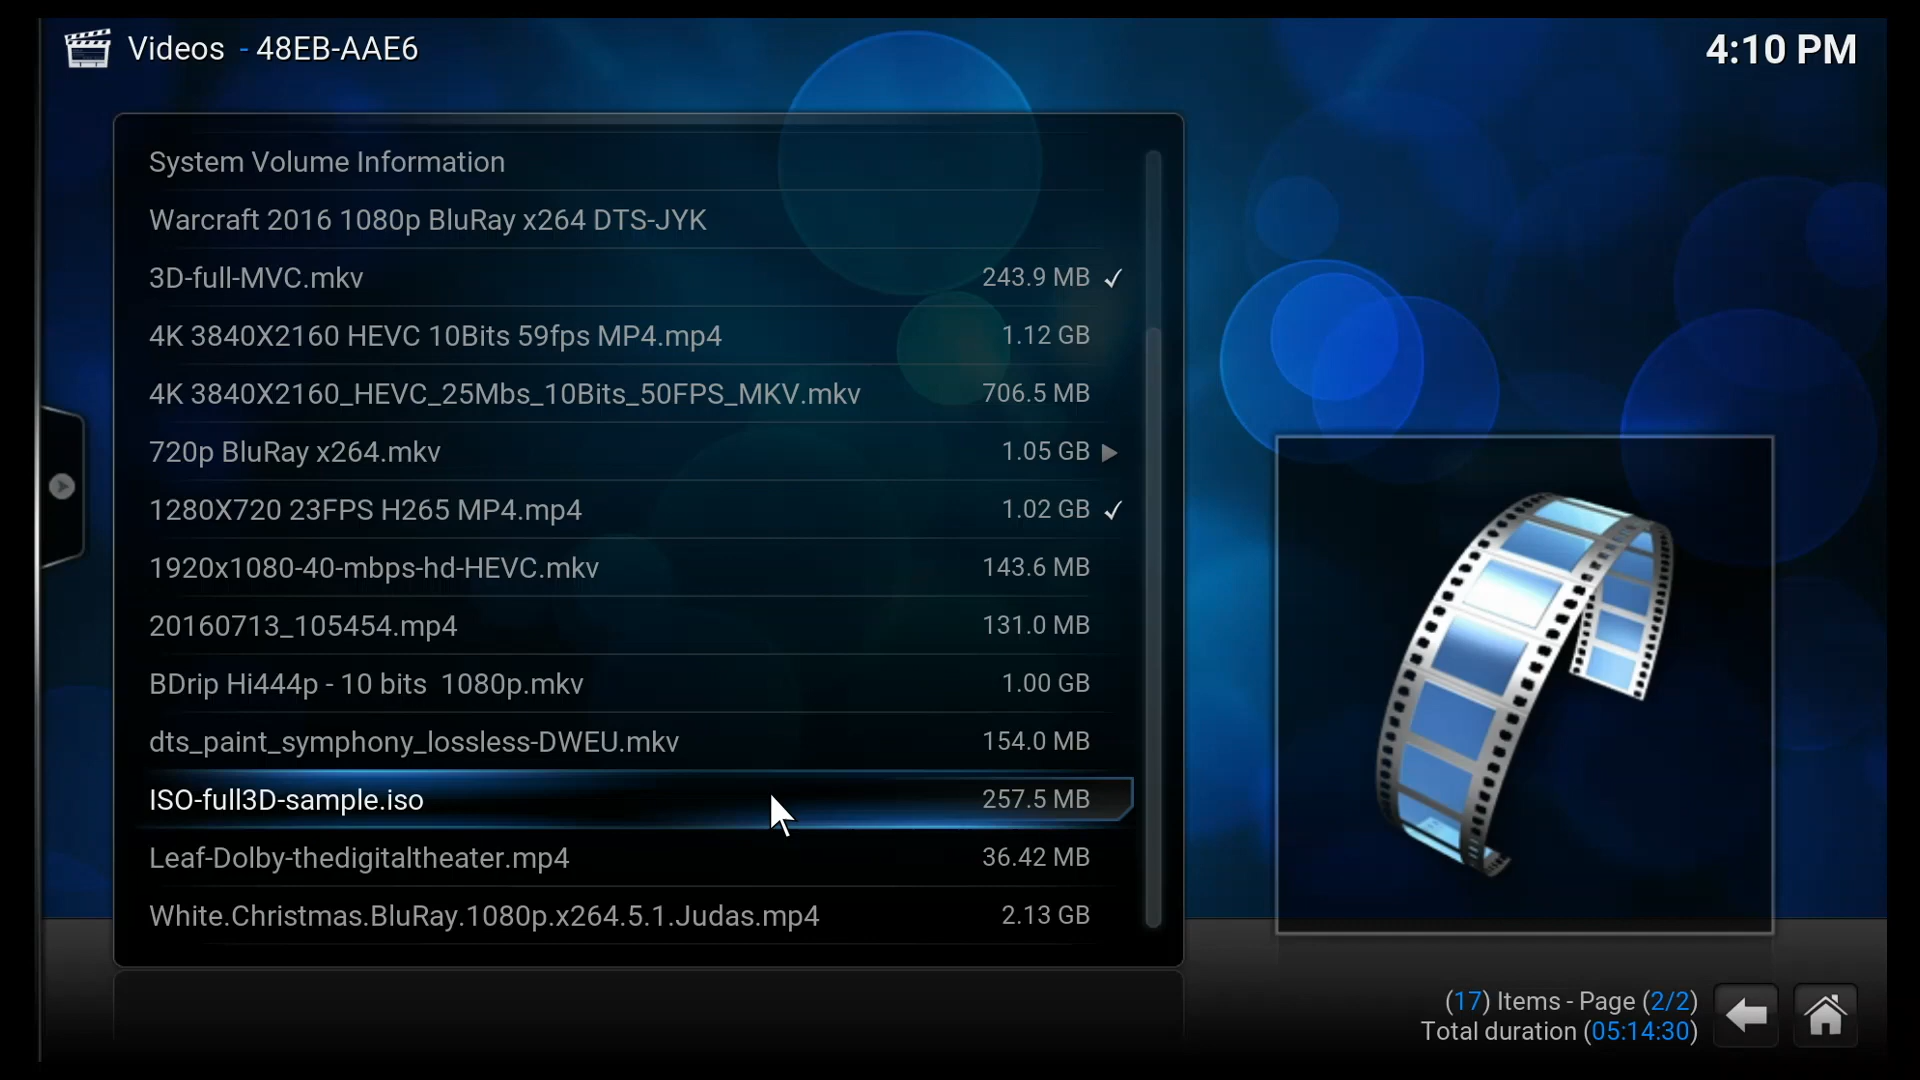 Videos - 48EB-AAE6
4:10 PM
System Volume Information
Warcraft 2016 1080p BluRay x264 DTS-JYK
3D-full-MVC.mkv 243.9 MB ✓
4K 3840X2160 HEVC 10Bits 59fps MP4.mp4 1.12 GB
4K 3840X2160_HEVC_25Mbs_10Bits_50FPS_MKV.mkv 706.5 MB
720p BluRay x264.mkv 1.05 GB
1280X720 23FPS H265 MP4.mp4 1.02 GB ✓
1920x1080-40-mbps-hd-HEVC.mkv 143.6 MB
20160713_105454.mp4 131.0 MB
BDrip Hi444p - 10 bits  1080p.mkv 1.00 GB
dts_paint_symphony_lossless-DWEU.mkv 154.0 MB
ISO-full3D-sample.iso 257.5 MB
Leaf-Dolby-thedigitaltheater.mp4 36.42 MB
White.Christmas.BluRay.1080p.x264.5.1.Judas.mp4 2.13 GB
(17) Items - Page (2/2)
Total duration (05:14:30)